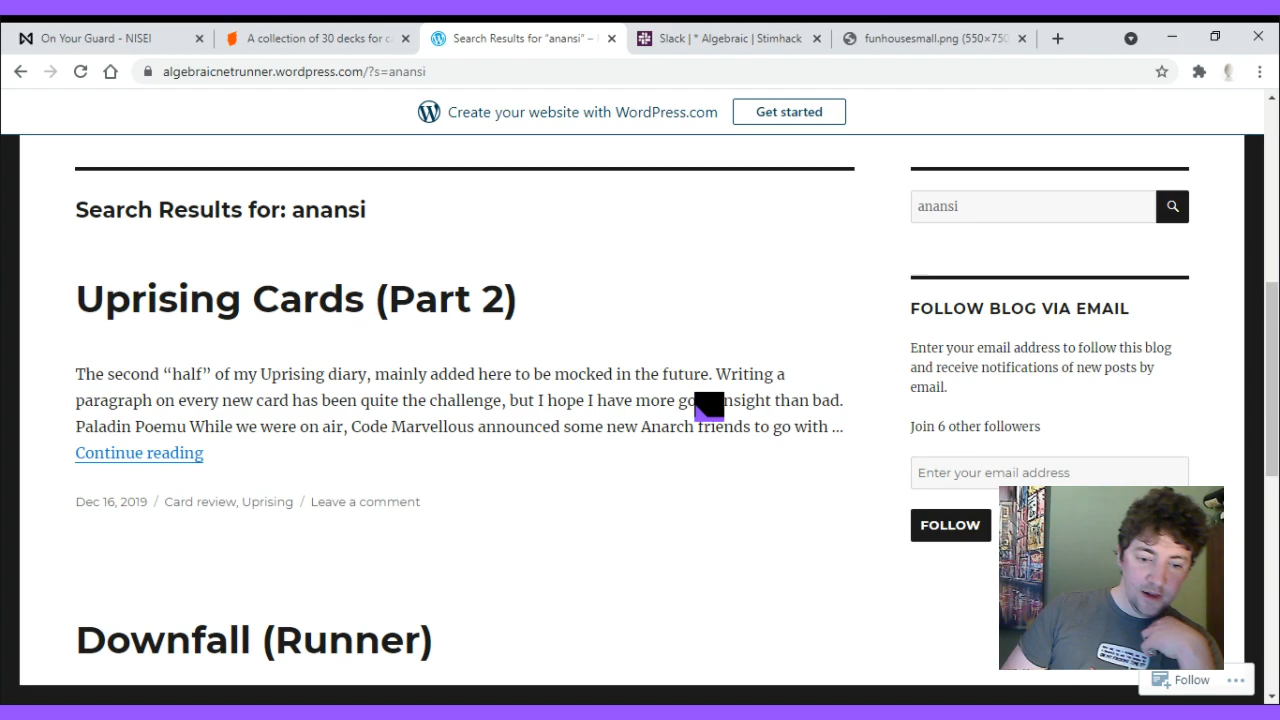 On Your Guard - NISEI
A collection of 30 decks for c
Search Results for "anansi" –
Slack | * Algebraic | Stimhack
funhousesmall.png (550×750
algebraicnetrunner.wordpress.com/?s=anansi
Create your website with WordPress.com
Get started
Search Results for: anansi
anansi
Uprising Cards (Part 2)
The second “half” of my Uprising diary, mainly added here to be mocked in the future. Writing a
paragraph on every new card has been quite the challenge, but I hope I have more insight than bad.
Paladin Poemu While we were on air, Code Marvellous announced some new Anarch friends to go with ...
Continue reading
Dec 16, 2019 / Card review, Uprising / Leave a comment
FOLLOW BLOG VIA EMAIL
Enter your email address to follow this blog
and receive notifications of new posts by
email.
Join 6 other followers
Enter your email address
FOLLOW
Downfall (Runner)
Follow